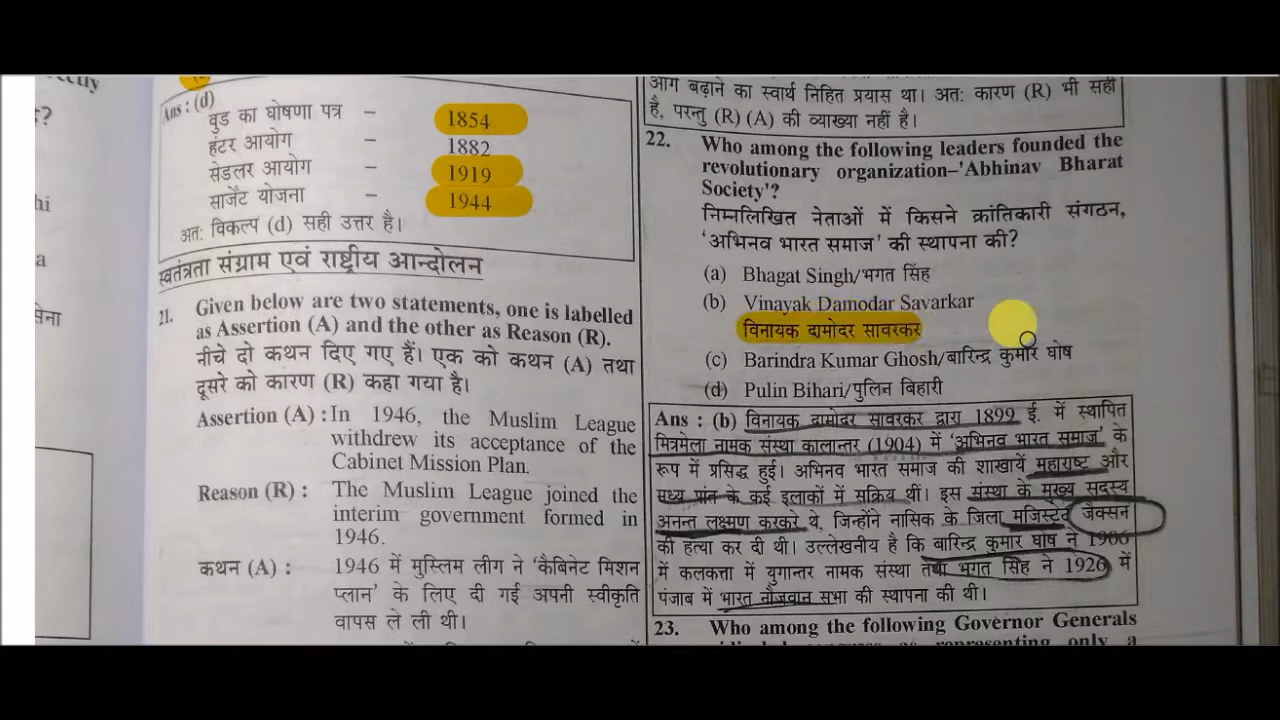 ectly
है?
hi
a
सेना
Ans : (d)
वुड का घोषणा पत्र – 1854
हंटर आयोग – 1882
सेडलर आयोग – 1919
सार्जेंट योजना – 1944
अतः विकल्प (d) सही उत्तर है।
स्वतंत्रता संग्राम एवं राष्ट्रीय आन्दोलन
21. Given below are two statements, one is labelled
as Assertion (A) and the other as Reason (R).
नीचे दो कथन दिए गए हैं। एक को कथन (A) तथा
दूसरे को कारण (R) कहा गया है।
Assertion (A) : In 1946, the Muslim League
withdrew its acceptance of the
Cabinet Mission Plan.
Reason (R) : The Muslim League joined the
interim government formed in
1946.
कथन (A) : 1946 में मुस्लिम लीग ने ‘कैबिनेट मिशन
प्लान’ के लिए दी गई अपनी स्वीकृति
वापस ले ली थी।
आगे बढ़ाने का स्वार्थ निहित प्रयास था। अतः कारण (R) भी सही
है, परन्तु (R) (A) की व्याख्या नहीं है।
22. Who among the following leaders founded the
revolutionary organization–'Abhinav Bharat
Society'?
निम्नलिखित नेताओं में किसने क्रांतिकारी संगठन,
‘अभिनव भारत समाज’ की स्थापना की?
(a) Bhagat Singh/भगत सिंह
(b) Vinayak Damodar Savarkar
विनायक दामोदर सावरकर
(c) Barindra Kumar Ghosh/बारिन्द्र कुमार घोष
(d) Pulin Bihari/पुलिन बिहारी
Ans : (b) विनायक दामोदर सावरकर द्वारा 1899 ई. में स्थापित
मित्रमेला नामक संस्था कालान्तर (1904) में ‘अभिनव भारत समाज’ के
रूप में प्रसिद्ध हुई। अभिनव भारत समाज की शाखायें महाराष्ट और
मध्य प्रांत के कई इलाकों में सक्रिय थीं। इस संस्था के मुख्य सदस्य
अनन्त लक्ष्मण करकरे थे, जिन्होंने नासिक के जिला मजिस्टेट जैक्सन
की हत्या कर दी थी। उल्लेखनीय है कि बारिन्द्र कुमार घोष ने 1906
में कलकत्ता में युगान्तर नामक संस्था तथा भगत सिंह ने 1926 में
पंजाब में भारत नौजवान सभा की स्थापना की थी।
23. Who among the following Governor Generals
representing only a